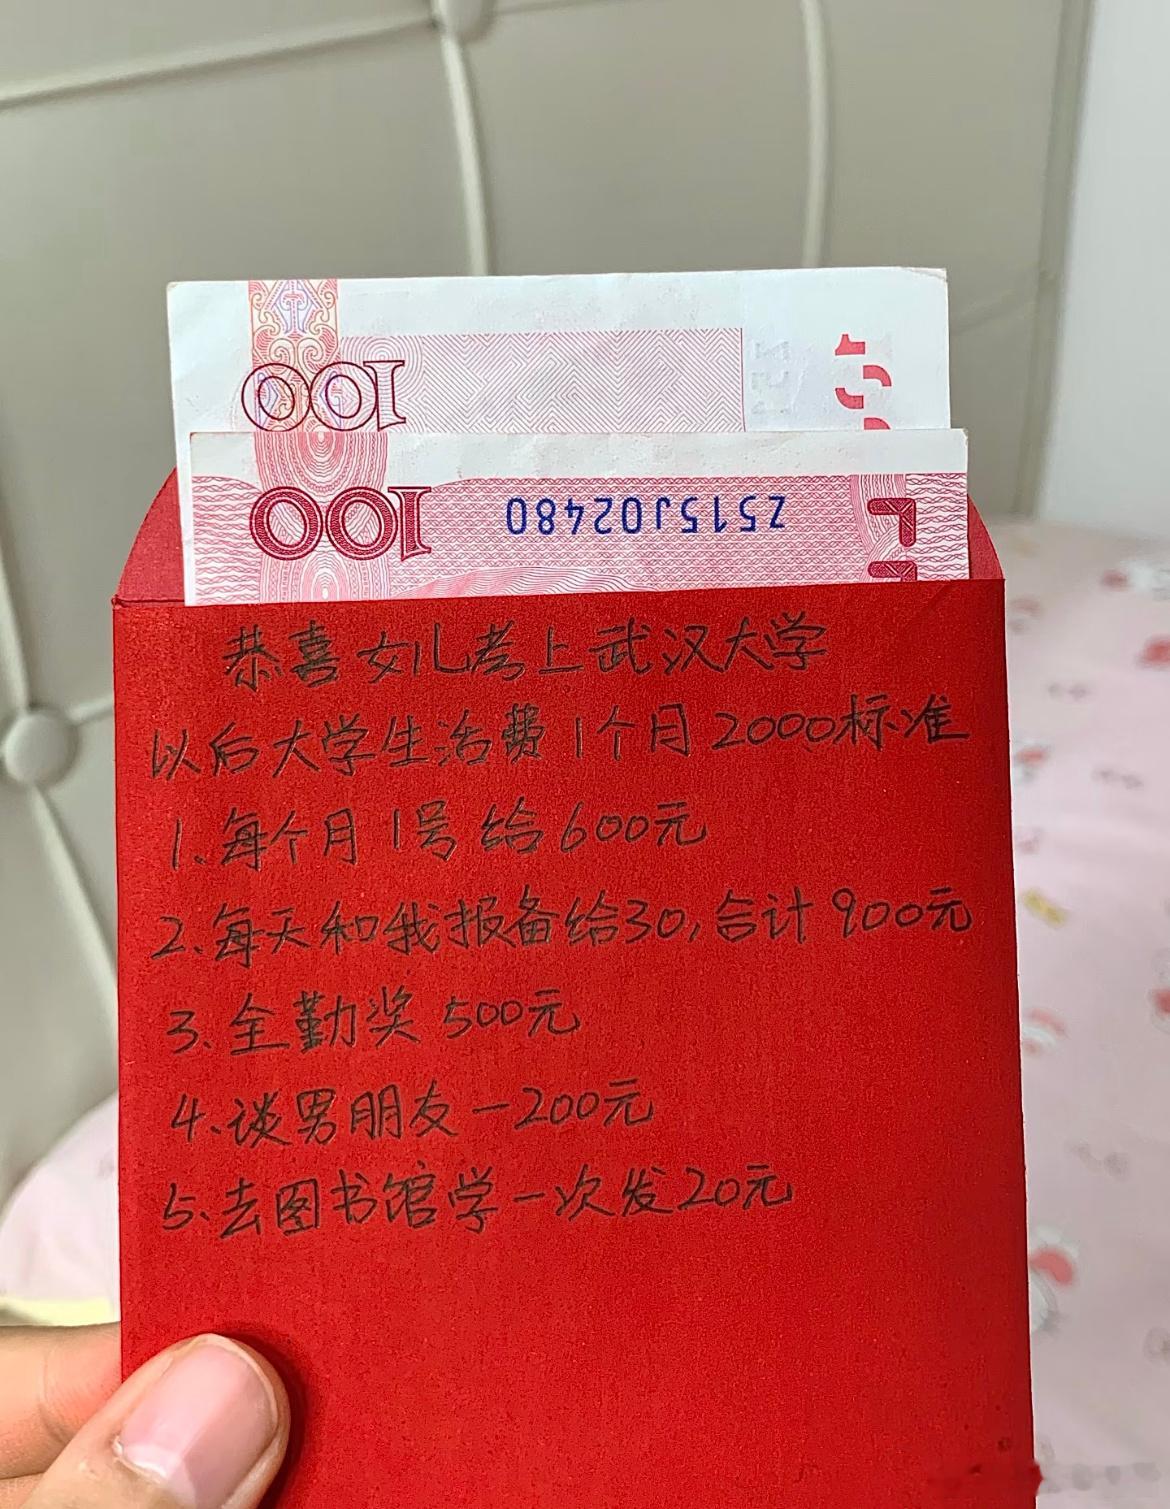 100
100
Z515J02480
恭喜女儿考上武汉大学
以后大学生活费1个月2000标准
1、每个月1号给600元
2、每天和我报备给30,合计900元
3、全勤奖500元
4、谈男朋友-200元
5、去图书馆学一次发20元